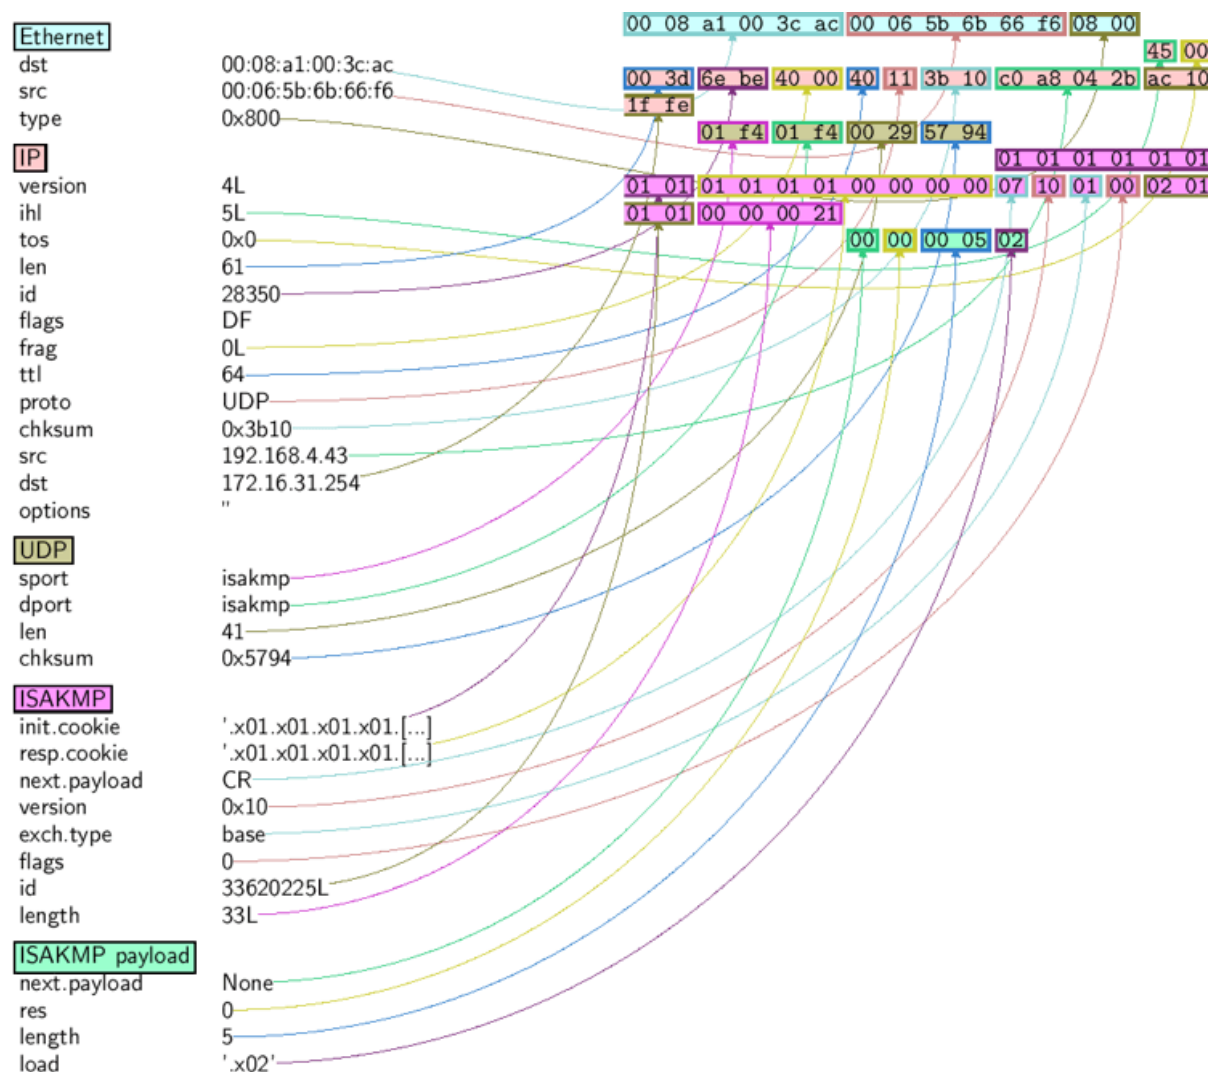 Ethernet
dst 00:08:a1:00:3c:ac
src 00:06:5b:6b:66:f6
type 0x800
IP
version 4L
ihl 5L
tos 0x0
len 61
id 28350
flags DF
frag 0L
ttl 64
proto UDP
chksum 0x3b10
src 192.168.4.43
dst 172.16.31.254
options ''
UDP
sport isakmp
dport isakmp
len 41
chksum 0x5794
ISAKMP
init.cookie '.x01.x01.x01.x01.[...]
resp.cookie '.x01.x01.x01.x01.[...]
next.payload CR
version 0x10
exch.type base
flags 0
id 33620225L
length 33L
ISAKMP payload
next.payload None
res 0
length 5
load '.x02'
00 08 a1 00 3c ac 00 06 5b 6b 66 f6 08 00
45 00
00 3d 6e be 40 00 40 11 3b 10 c0 a8 04 2b ac 10
1f fe
01 f4 01 f4 00 29 57 94
01 01 01 01 01 01
01 01 01 01 01 01 00 00 00 00 07 10 01 00 02 01
01 01 00 00 00 21
00 00 00 05 02